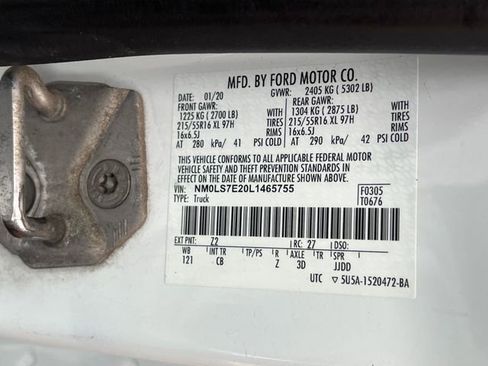 MFD. BY FORD MOTOR CO.
DATE: 01/20 GVWR: 2405 KG ( 5302 LB)
FRONT GAWR: REAR GAWR:
1225 KG ( 2700 LB) WITH 1304 KG ( 2875 LB) WITH
215/55R16 XL 97H TIRES 215/55R16 XL 97H TIRES
16x6.5J RIMS 16x6.5J RIMS
AT 280 kPa/ 41 PSI COLD AT 290 kPa/ 42 PSI COLD
THIS VEHICLE CONFORMS TO ALL APPLICABLE FEDERAL MOTOR
VEHICLE SAFETY AND THEFT PREVENTION STANDARDS IN
EFFECT ON THE DATE OF MANUFACTURE SHOWN ABOVE.
VIN: NM0LS7E20L1465755 F0305
TYPE: Truck T0676
EXT PNT: Z2 RC: 27 DSO:
WB INT TR TP/PS R AXLE TR SPR
121 CB Z 3D JJDD
UTC ▽ 5U5A-1520472-BA